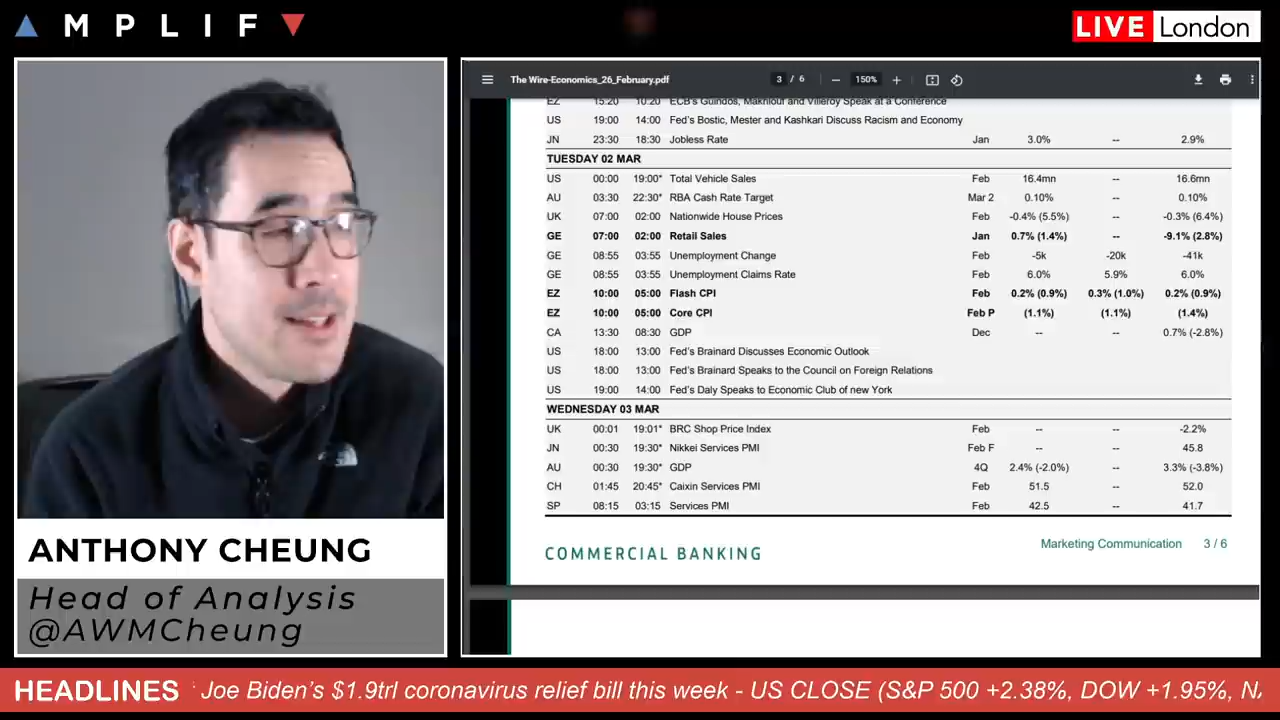 AMPLIFY
LIVE London
The Wire-Economics_26_February.pdf 3 / 6 150%
EZ 15:20 10:20 ECB's Guindos, Makhlouf and Villeroy Speak at a Conference
US 19:00 14:00 Fed's Bostic, Mester and Kashkari Discuss Racism and Economy
JN 23:30 18:30 Jobless Rate Jan 3.0% -- 2.9%
TUESDAY 02 MAR
US 00:00 19:00* Total Vehicle Sales Feb 16.4mn -- 16.6mn
AU 03:30 22:30* RBA Cash Rate Target Mar 2 0.10% -- 0.10%
UK 07:00 02:00 Nationwide House Prices Feb -0.4% (5.5%) -- -0.3% (6.4%)
GE 07:00 02:00 Retail Sales Jan 0.7% (1.4%) -- -9.1% (2.8%)
GE 08:55 03:55 Unemployment Change Feb -5k -20k -41k
GE 08:55 03:55 Unemployment Claims Rate Feb 6.0% 5.9% 6.0%
EZ 10:00 05:00 Flash CPI Feb 0.2% (0.9%) 0.3% (1.0%) 0.2% (0.9%)
EZ 10:00 05:00 Core CPI Feb P (1.1%) (1.1%) (1.4%)
CA 13:30 08:30 GDP Dec -- -- 0.7% (-2.8%)
US 18:00 13:00 Fed's Brainard Discusses Economic Outlook
US 18:00 13:00 Fed's Brainard Speaks to the Council on Foreign Relations
US 19:00 14:00 Fed's Daly Speaks to Economic Club of new York
WEDNESDAY 03 MAR
UK 00:01 19:01* BRC Shop Price Index Feb -- -- -2.2%
JN 00:30 19:30* Nikkei Services PMI Feb F -- -- 45.8
AU 00:30 19:30* GDP 4Q 2.4% (-2.0%) -- 3.3% (-3.8%)
CH 01:45 20:45* Caixin Services PMI Feb 51.5 -- 52.0
SP 08:15 03:15 Services PMI Feb 42.5 -- 41.7
COMMERCIAL BANKING Marketing Communication 3 / 6
ANTHONY CHEUNG
Head of Analysis
@AWMCheung
HEADLINES Joe Biden's $1.9trl coronavirus relief bill this week - US CLOSE (S&P 500 +2.38%, DOW +1.95%,